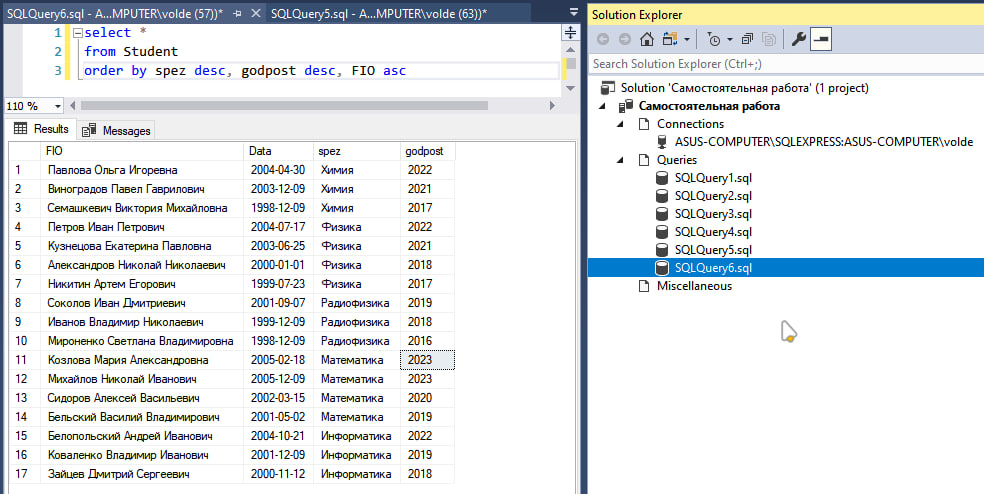 SQLQuery6.sql - A...MPUTER\volde (57))*
SQLQuery5.sql - A...MPUTER\volde (63))*
1 select *
2 from Student
3 order by spez desc, godpost desc, FIO asc
110 %
Results Messages
FIO Data spez godpost
1 Павлова Ольга Игоревна 2004-04-30 Химия 2022
2 Виноградов Павел Гаврилович 2003-12-09 Химия 2021
3 Семашкевич Виктория Михайловна 1998-12-09 Химия 2017
4 Петров Иван Петрович 2004-07-17 Физика 2022
5 Кузнецова Екатерина Павловна 2003-06-25 Физика 2021
6 Александров Николай Николаевич 2000-01-01 Физика 2018
7 Никитин Артем Егорович 1999-07-23 Физика 2017
8 Соколов Иван Дмитриевич 2001-09-07 Радиофизика 2019
9 Иванов Владимир Николаевич 1999-12-09 Радиофизика 2018
10 Мироненко Светлана Владимировна 1998-12-09 Радиофизика 2016
11 Козлова Мария Александровна 2005-02-18 Математика 2023
12 Михайлов Николай Иванович 2005-12-09 Математика 2023
13 Сидоров Алексей Васильевич 2002-03-15 Математика 2020
14 Бельский Василий Владимирович 2001-05-02 Математика 2019
15 Белопольский Андрей Иванович 2004-10-21 Информатика 2022
16 Коваленко Владимир Иванович 2001-12-09 Информатика 2019
17 Зайцев Дмитрий Сергеевич 2000-11-12 Информатика 2018
Solution Explorer
Search Solution Explorer (Ctrl+;)
Solution 'Самостоятельная работа' (1 project)
Самостоятельная работа
Connections
ASUS-COMPUTER\SQLEXPRESS:ASUS-COMPUTER\volde
Queries
SQLQuery1.sql
SQLQuery2.sql
SQLQuery3.sql
SQLQuery4.sql
SQLQuery5.sql
SQLQuery6.sql
Miscellaneous